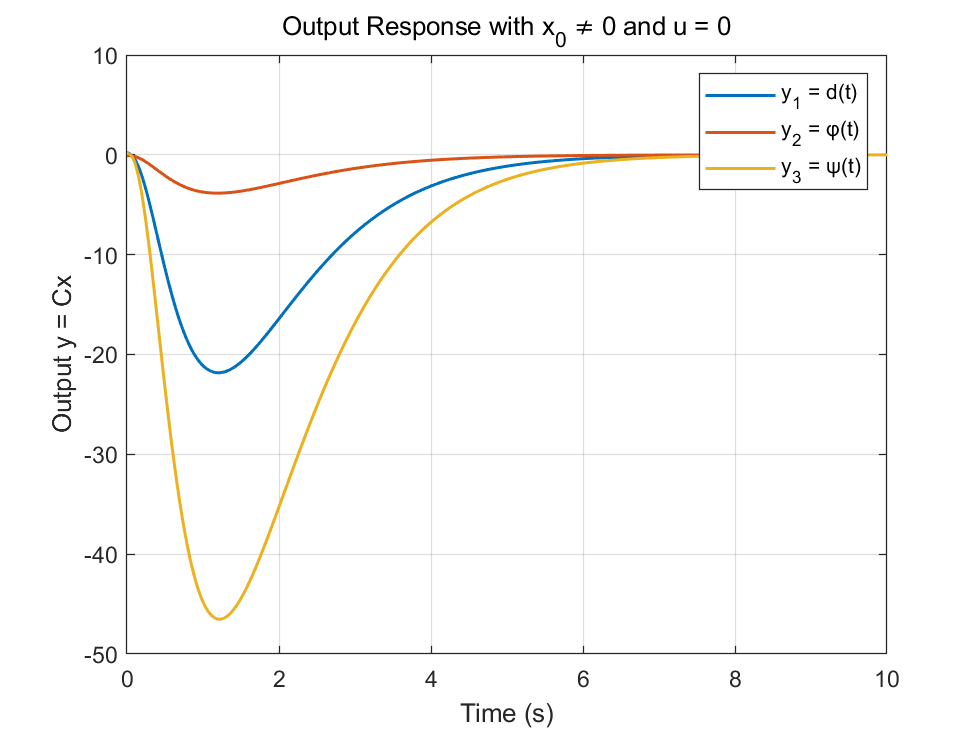 Output Response with x₀ ≠ 0 and u = 0
10
0
-10
-20
-30
-40
-50
Output y = Cx
y₁ = d(t)
y₂ = φ(t)
y₃ = ψ(t)
0 2 4 6 8 10
Time (s)